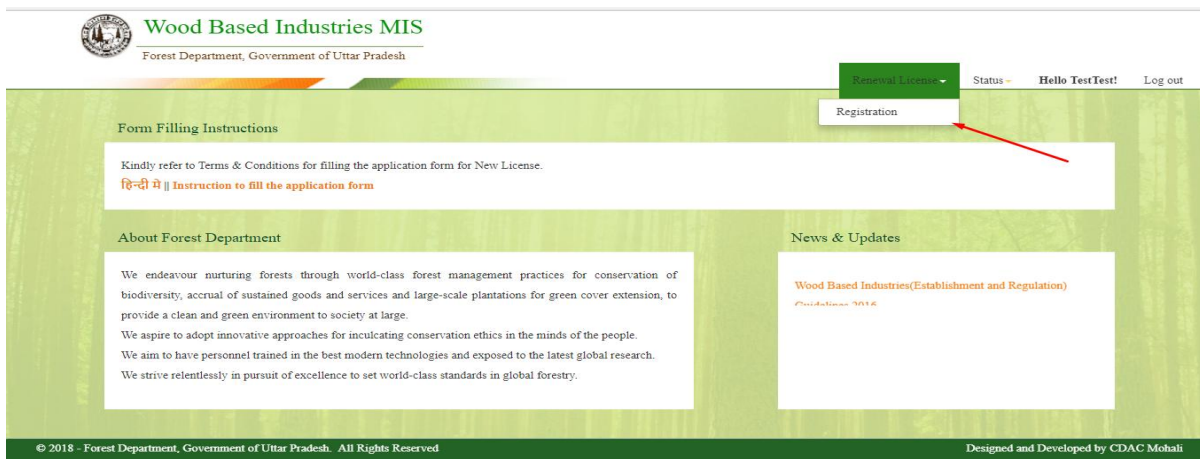 Wood Based Industries MIS
Forest Department, Government of Uttar Pradesh
Renewal License Status Hello TestTest! Log out
Registration
Form Filling Instructions
Kindly refer to Terms & Conditions for filling the application form for New License.
हिन्दी मे || Instruction to fill the application form
About Forest Department
We endeavour nurturing forests through world-class forest management practices for conservation of
biodiversity, accrual of sustained goods and services and large-scale plantations for green cover extension, to
provide a clean and green environment to society at large.
We aspire to adopt innovative approaches for inculcating conservation ethics in the minds of the people.
We aim to have personnel trained in the best modern technologies and exposed to the latest global research.
We strive relentlessly in pursuit of excellence to set world-class standards in global forestry.
News & Updates
Wood Based Industries(Establishment and Regulation)
Guidelines 2016
© 2018 - Forest Department, Government of Uttar Pradesh. All Rights Reserved
Designed and Developed by CDAC Mohali